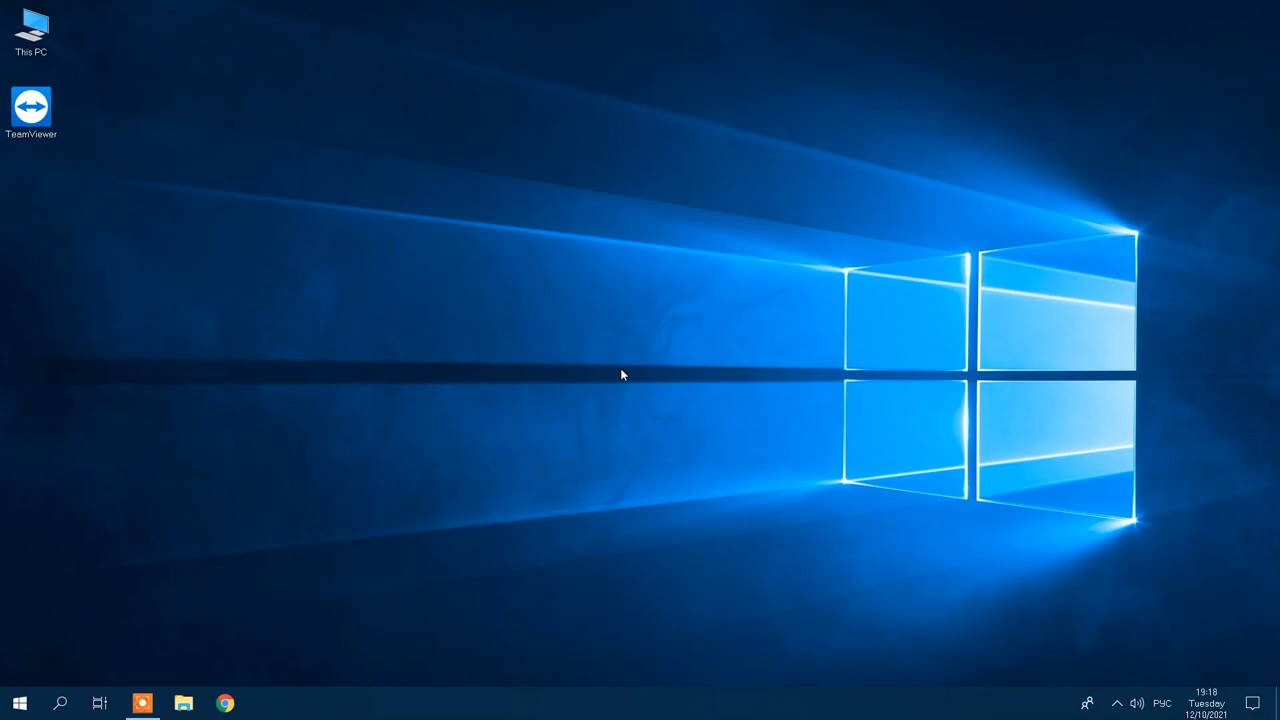 This PC
TeamViewer
РУС
19:18
Tuesday
12/10/2021